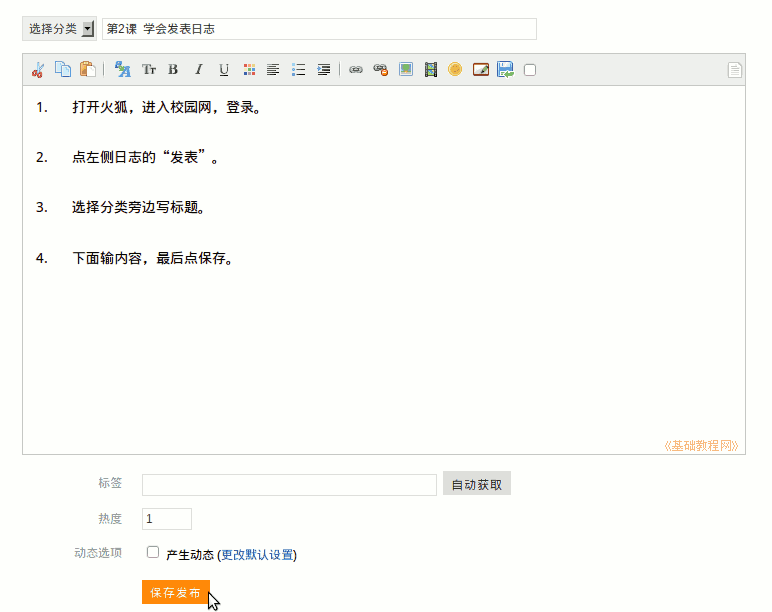 选择分类 第2课 学会发表日志
Tr B I U
1. 打开火狐，进入校园网，登录。
2. 点左侧日志的“发表”。
3. 选择分类旁边写标题。
4. 下面输内容，最后点保存。
《基础教程网》
标签 自动获取
热度 1
动态选项 产生动态 (更改默认设置)
保存发布